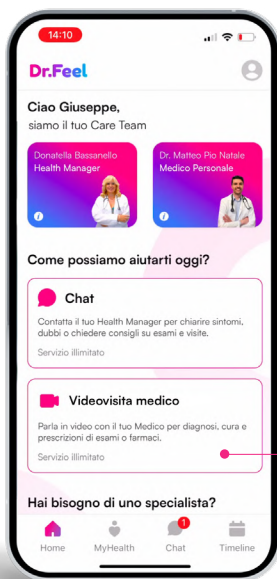 14:10
Dr.Feel
Ciao Giuseppe,
siamo il tuo Care Team
Donatella Bassanello
Health Manager
Dr. Matteo Pio Natale
Medico Personale
i
i
Come possiamo aiutarti oggi?
Chat
Contatta il tuo Health Manager per chiarire sintomi,
dubbi o chiedere consigli su esami e visite.
Servizio illimitato
Videovisita medico
Parla in video con il tuo Medico per diagnosi, cura e
prescrizioni di esami o farmaci.
Servizio illimitato
Hai bisogno di uno specialista?
1
Home
MyHealth
Chat
Timeline